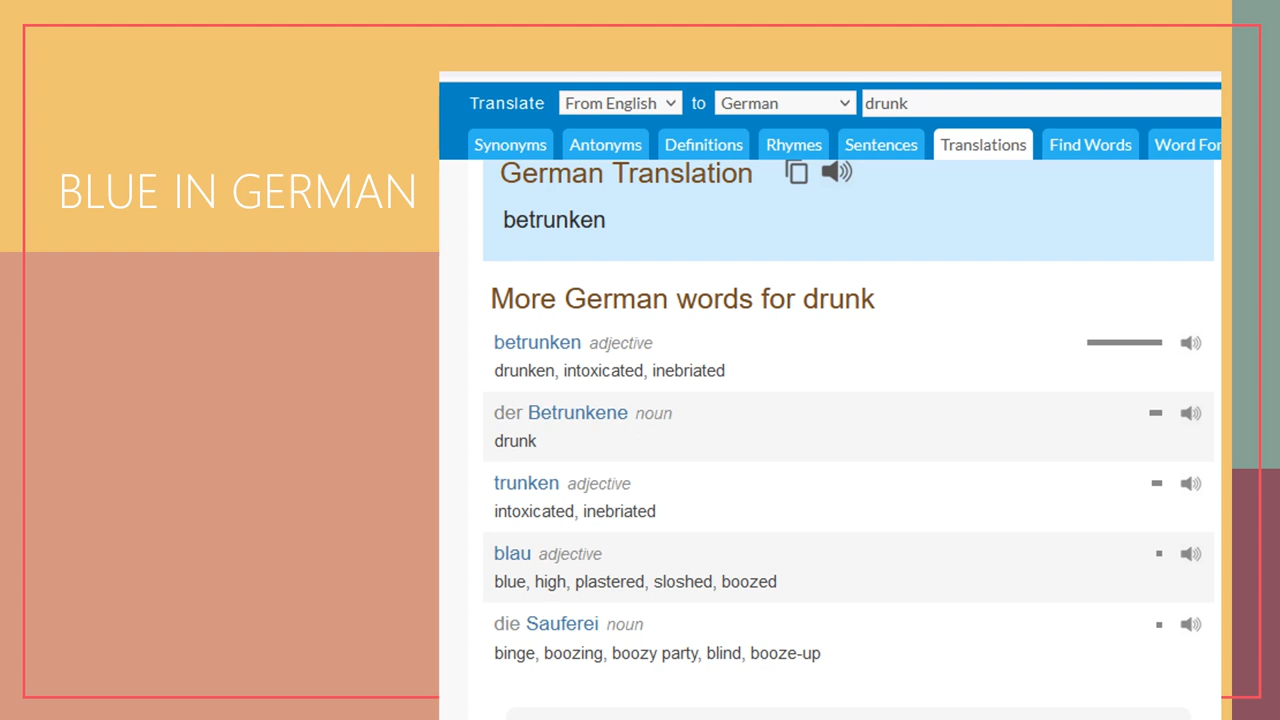 BLUE IN GERMAN
Translate From English to German drunk
Synonyms Antonyms Definitions Rhymes Sentences Translations Find Words Word For
German Translation
betrunken
More German words for drunk
betrunken adjective
drunken, intoxicated, inebriated
der Betrunkene noun
drunk
trunken adjective
intoxicated, inebriated
blau adjective
blue, high, plastered, sloshed, boozed
die Sauferei noun
binge, boozing, boozy party, blind, booze-up